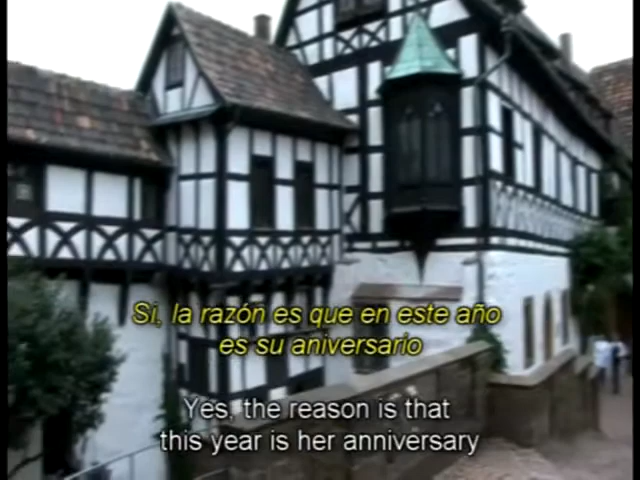 Si, la razón es que en este año
es su aniversario
Yes, the reason is that
this year is her anniversary